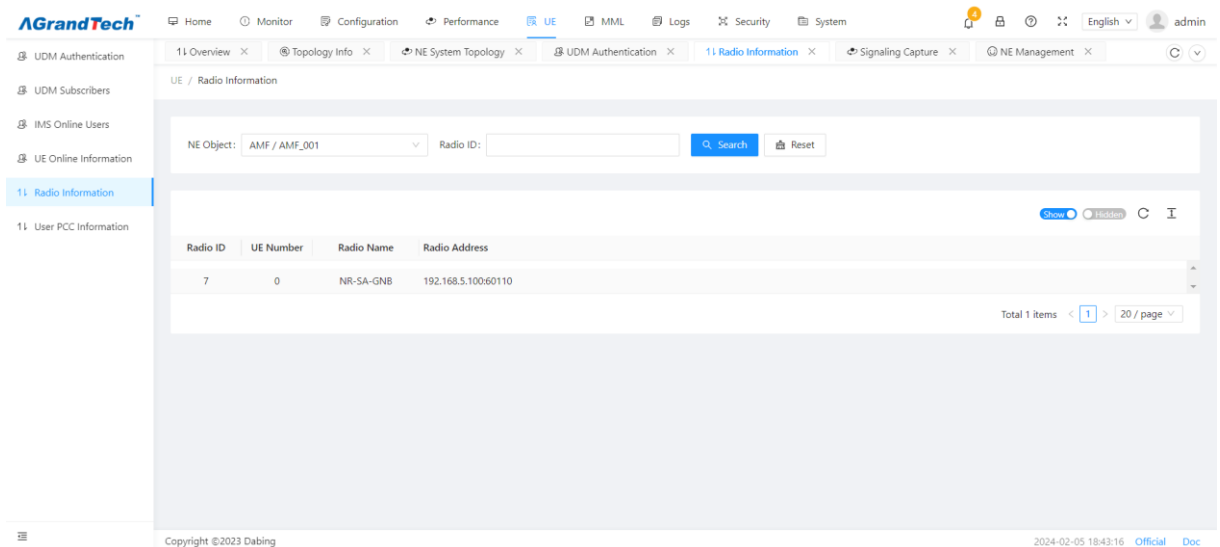 AGrandTech
Home Monitor Configuration Performance UE MML Logs Security System 4 English admin
Overview Topology Info NE System Topology UDM Authentication Radio Information Signaling Capture NE Management
UE / Radio Information
UDM Authentication
UDM Subscribers
IMS Online Users
UE Online Information
Radio Information
User PCC Information
NE Object: AMF / AMF_001 Radio ID: Search Reset
Show Hidden
Radio ID UE Number Radio Name Radio Address
7 0 NR-SA-GNB 192.168.5.100:60110
Total 1 items < 1 > 20 / page
Copyright ©2023 Dabing 2024-02-05 18:43:16 Official Doc